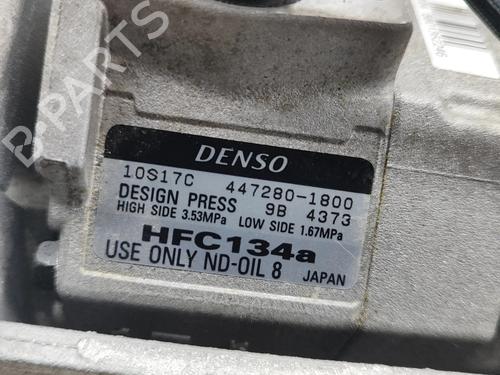 DENSO
10S17C 447280-1800
DESIGN PRESS 9B 4373
HIGH SIDE 3.53MPa LOW SIDE 1.67MPa
HFC134a
USE ONLY ND-OIL 8 JAPAN
B-PARTS